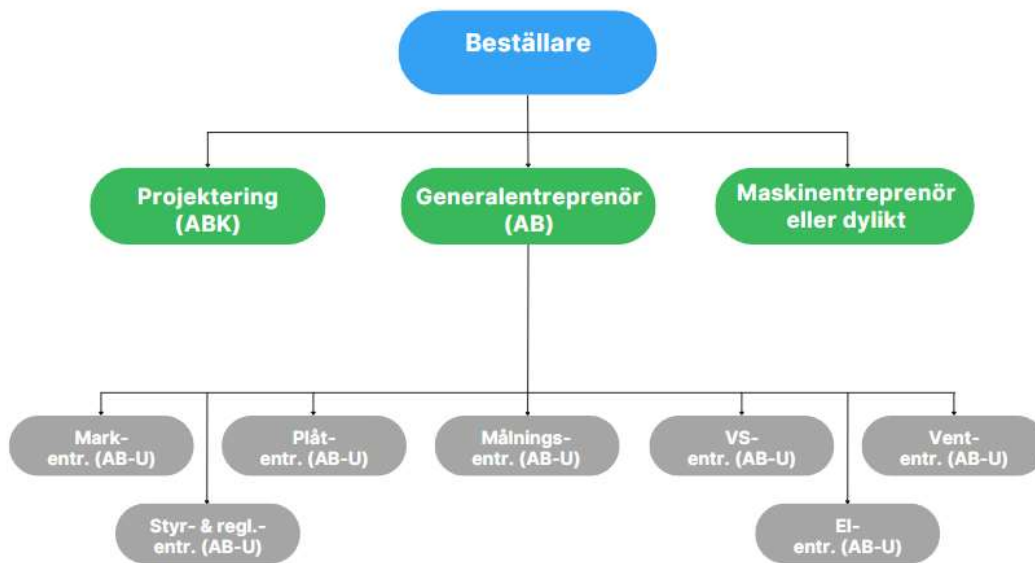 Beställare
Projektering
(ABK)
Generalentreprenör
(AB)
Maskinentreprenör
eller dylikt
Mark-
entr. (AB-U)
Plåt-
entr. (AB-U)
Målnings-
entr. (AB-U)
VS-
entr. (AB-U)
Vent-
entr. (AB-U)
Styr- & regl.-
entr. (AB-U)
El-
entr. (AB-U)